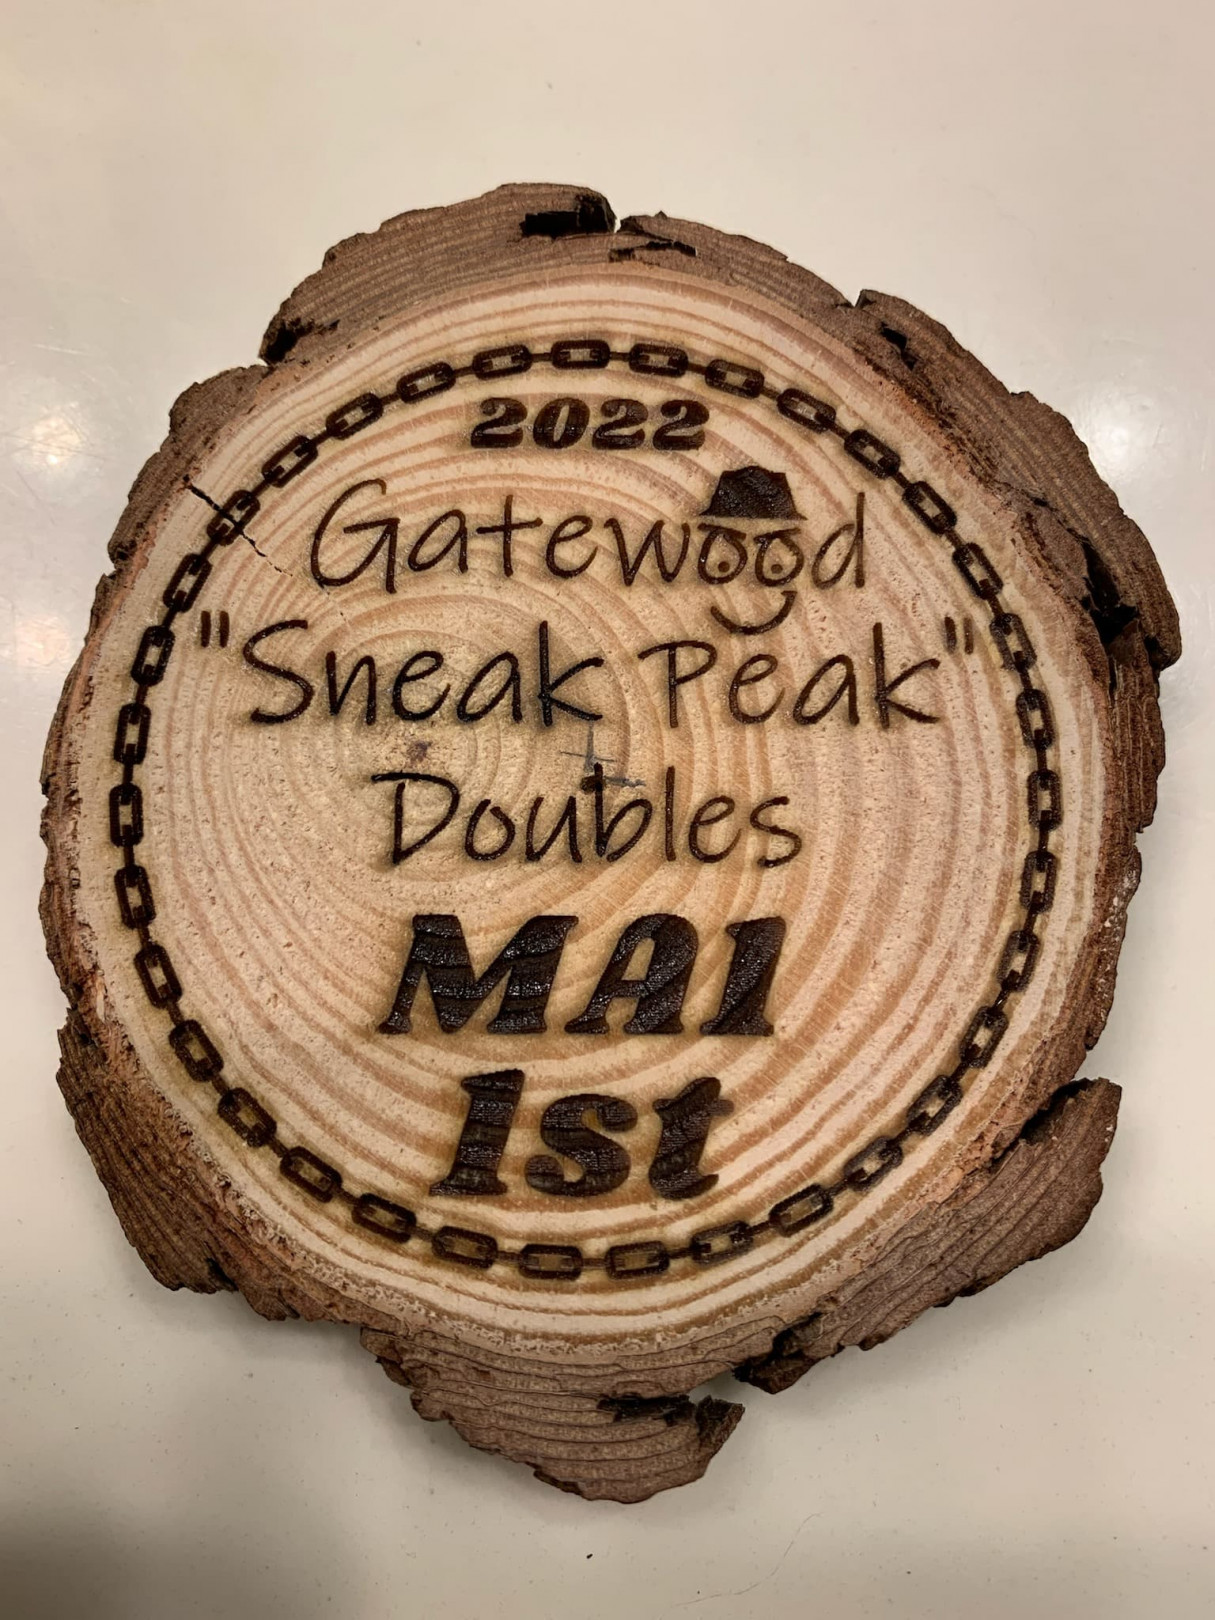 2022
Gatewood
"Sneak Peak"
Doubles
MA1
1st